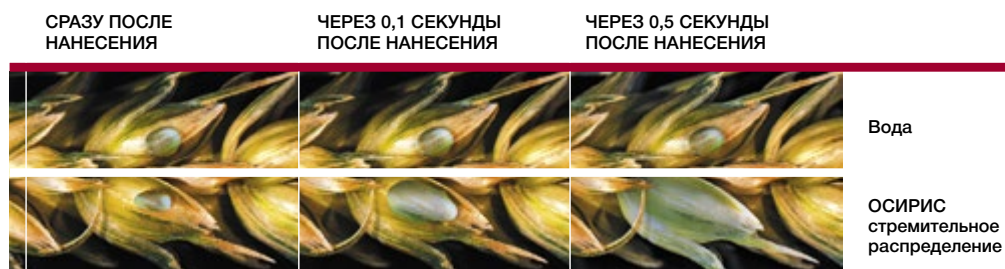 СРАЗУ ПОСЛЕ
НАНЕСЕНИЯ
ЧЕРЕЗ 0,1 СЕКУНДЫ
ПОСЛЕ НАНЕСЕНИЯ
ЧЕРЕЗ 0,5 СЕКУНДЫ
ПОСЛЕ НАНЕСЕНИЯ
Вода
ОСИРИС
стремительное
распределение